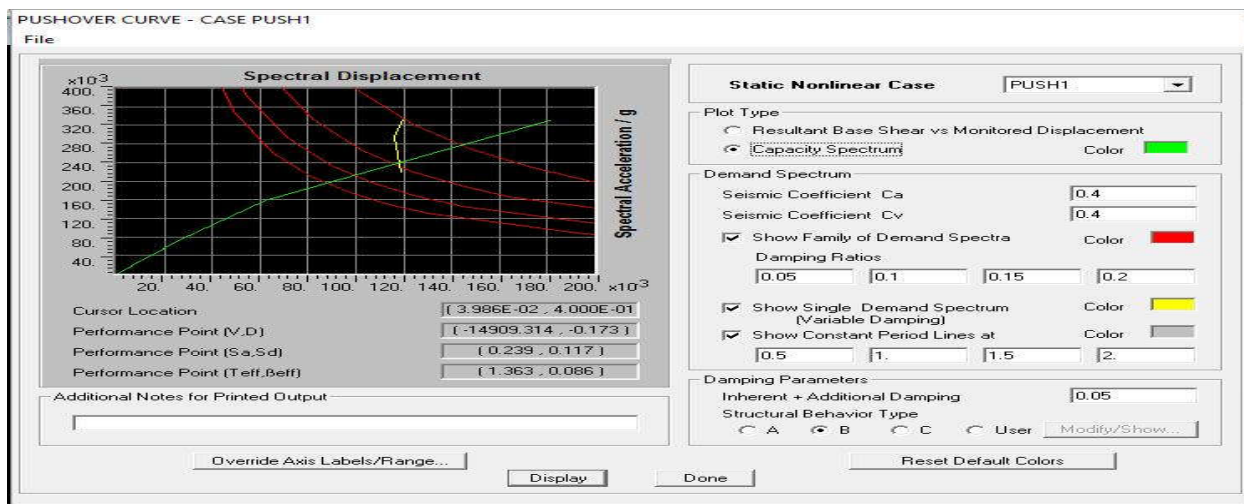 PUSHOVER CURVE - CASE PUSH1
File
Spectral Displacement
x10-3
400.
360.
320.
280.
240.
200.
160.
120.
80.
40.
20. 40. 60. 80. 100. 120. 140. 160. 180. 200. x10-3
Spectral Acceleration / g
Cursor Location ( 3.986E-02 , 4.000E-01
Performance Point (V,D) ( -14909.314 , -0.173 )
Performance Point (Sa,Sd) ( 0.239 , 0.117 )
Performance Point (Teff,βeff) ( 1.363 , 0.086 )
Additional Notes for Printed Output
Override Axis Labels/Range...
Display
Done
Static Nonlinear Case PUSH1
Plot Type
Resultant Base Shear vs Monitored Displacement
Capacity Spectrum Color
Demand Spectrum
Seismic Coefficient Ca 0.4
Seismic Coefficient Cv 0.4
Show Family of Demand Spectra Color
Damping Ratios
0.05 0.1 0.15 0.2
Show Single Demand Spectrum Color
(Variable Damping)
Show Constant Period Lines at Color
0.5 1. 1.5 2.
Damping Parameters
Inherent + Additional Damping 0.05
Structural Behavior Type
A B C User Modify/Show...
Reset Default Colors